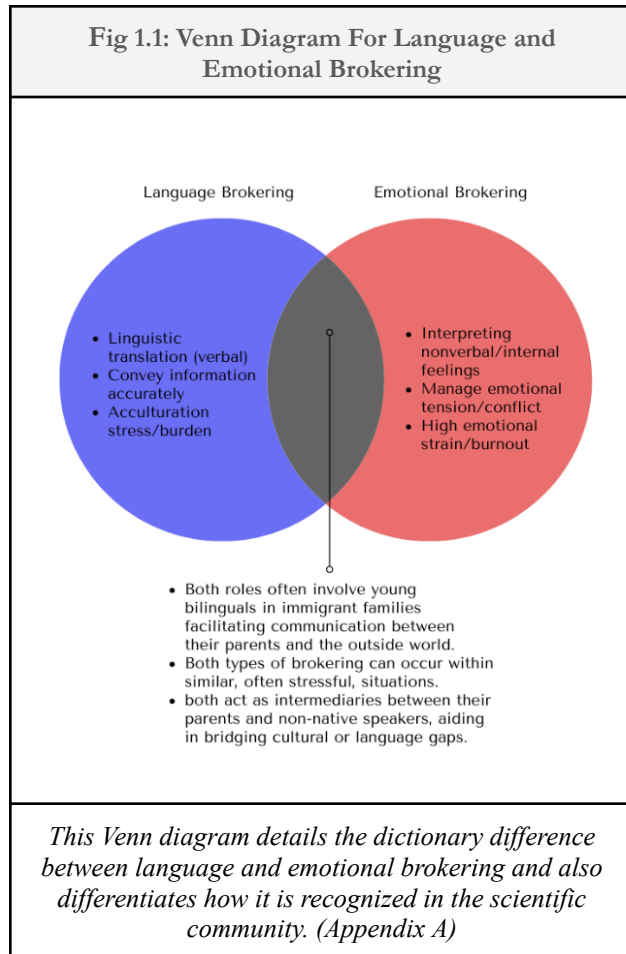 Fig 1.1: Venn Diagram For Language and
Emotional Brokering
Language Brokering
Emotional Brokering
• Linguistic
translation (verbal)
• Convey information
accurately
• Acculturation
stress/burden
• Interpreting
nonverbal/internal
feelings
• Manage emotional
tension/conflict
• High emotional
strain/burnout
• Both roles often involve young
bilinguals in immigrant families
facilitating communication between
their parents and the outside world.
• Both types of brokering can occur within
similar, often stressful, situations.
• both act as intermediaries between their
parents and non-native speakers, aiding
in bridging cultural or language gaps.
This Venn diagram details the dictionary difference
between language and emotional brokering and also
differentiates how it is recognized in the scientific
community. (Appendix A)